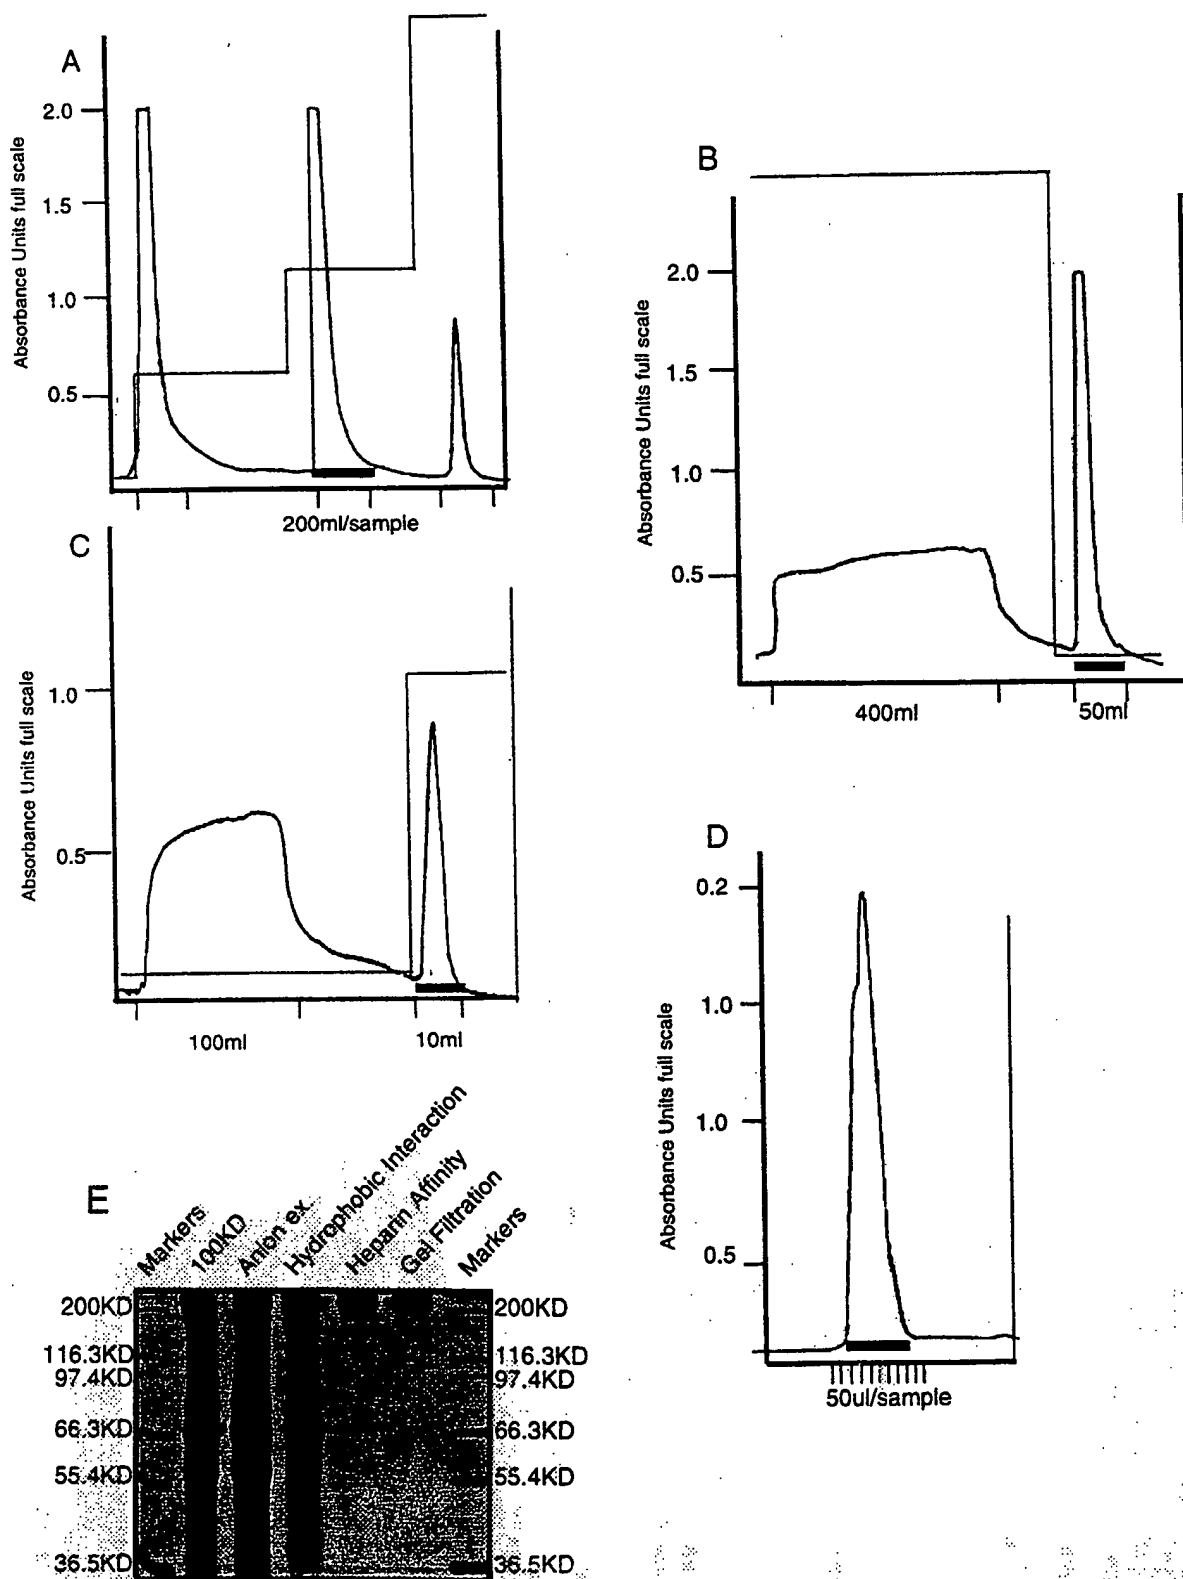 A
Absorbance Units full scale
2.0
1.5
1.0
0.5
200ml/sample
B
Absorbance Units full scale
2.0
1.5
1.0
0.5
400ml
50ml
C
Absorbance Units full scale
1.0
0.5
100ml
10ml
D
Absorbance Units full scale
0.2
1.0
1.0
0.5
50ul/sample
E
Markers
100KD
Anion ex.
Hydrophobic Interaction
Heparin Affinity
Gel Filtration
Markers
200KD
116.3KD
97.4KD
66.3KD
55.4KD
36.5KD
200KD
116.3KD
97.4KD
66.3KD
55.4KD
36.5KD